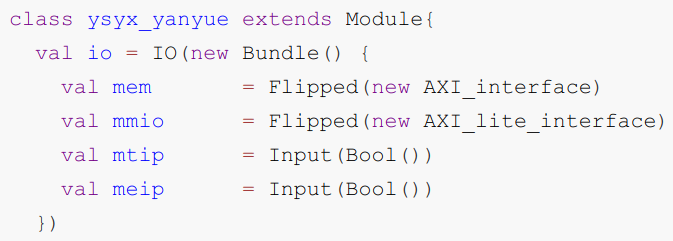 class ysyx_yanyue extends Module{
  val io = IO(new Bundle() {
    val mem       = Flipped(new AXI_interface)
    val mmio      = Flipped(new AXI_lite_interface)
    val mtip      = Input(Bool())
    val meip      = Input(Bool())
  })